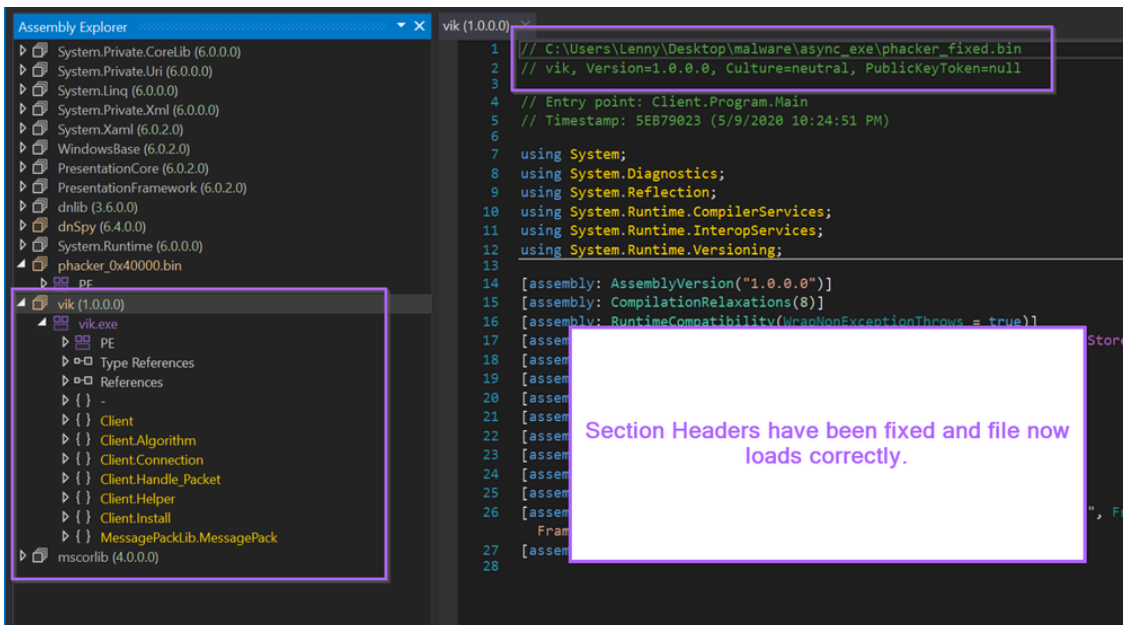 Assembly Explorer
System.Private.CoreLib (6.0.0.0)
System.Private.Uri (6.0.0.0)
System.Linq (6.0.0.0)
System.Private.Xml (6.0.0.0)
System.Xaml (6.0.2.0)
WindowsBase (6.0.2.0)
PresentationCore (6.0.2.0)
PresentationFramework (6.0.2.0)
dnlib (3.6.0.0)
dnSpy (6.4.0.0)
System.Runtime (6.0.0.0)
phacker_0x40000.bin
PE
vik (1.0.0.0)
vik.exe
PE
Type References
References
{ } -
{ } Client
{ } Client.Algorithm
{ } Client.Connection
{ } Client.Handle_Packet
{ } Client.Helper
{ } Client.Install
{ } MessagePackLib.MessagePack
mscorlib (4.0.0.0)
vik (1.0.0.0)
1 // C:\Users\Lenny\Desktop\malware\async_exe\phacker_fixed.bin
2 // vik, Version=1.0.0.0, Culture=neutral, PublicKeyToken=null
3
4 // Entry point: Client.Program.Main
5 // Timestamp: 5EB79023 (5/9/2020 10:24:51 PM)
6
7 using System;
8 using System.Diagnostics;
9 using System.Reflection;
10 using System.Runtime.CompilerServices;
11 using System.Runtime.InteropServices;
12 using System.Runtime.Versioning;
13
14 [assembly: AssemblyVersion("1.0.0.0")]
15 [assembly: CompilationRelaxations(8)]
16 [assembly: RuntimeCompatibility(WrapNonExceptionThrows = true)]
17 [assem Store
18 [assem
19 [assem
20 [assem
21 [assem
22 [assem
23 [assem
24 [assem
25 [assem
26 [assem ", Fr
Fram
27 [assem
28
Section Headers have been fixed and file now
loads correctly.